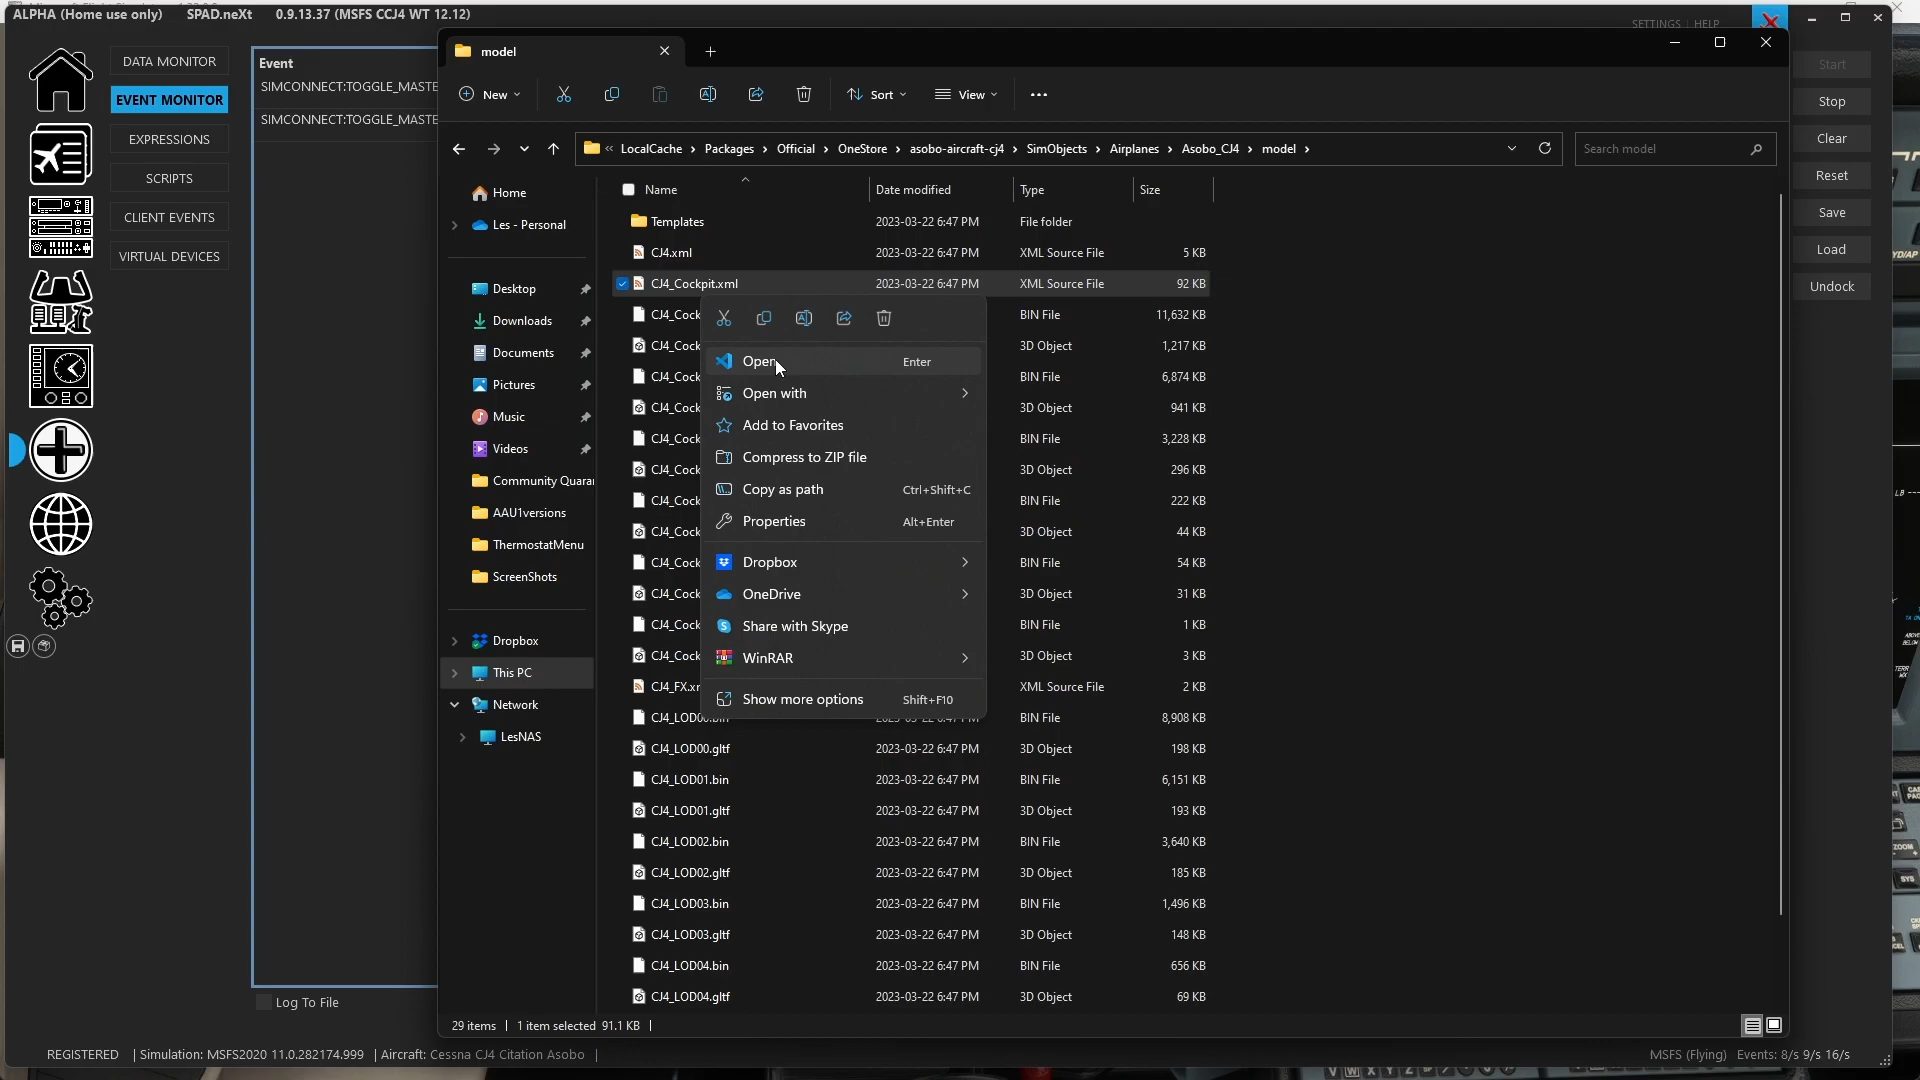 ALPHA (Home use only) SPAD.neXt 0.9.13.37 (MSFS CCJ4 WT 12.12)
SETTINGS | HELP
DATA MONITOR
EVENT MONITOR
EXPRESSIONS
SCRIPTS
CLIENT EVENTS
VIRTUAL DEVICES
Event
SIMCONNECT:TOGGLE_MASTE
SIMCONNECT:TOGGLE_MASTE
Log To File
model
New
Sort
View
LocalCache > Packages > Official > OneStore > asobo-aircraft-cj4 > SimObjects > Airplanes > Asobo_CJ4 > model >
Search model
Home
Les - Personal
Desktop
Downloads
Documents
Pictures
Music
Videos
Community Quarar
AAU1versions
ThermostatMenu
ScreenShots
Dropbox
This PC
Network
LesNAS
Name Date modified Type Size
Templates 2023-03-22 6:47 PM File folder
CJ4.xml 2023-03-22 6:47 PM XML Source File 5 KB
CJ4_Cockpit.xml 2023-03-22 6:47 PM XML Source File 92 KB
CJ4_Cock BIN File 11,632 KB
CJ4_Cock 3D Object 1,217 KB
CJ4_Cock BIN File 6,874 KB
CJ4_Cock 3D Object 941 KB
CJ4_Cock BIN File 3,228 KB
CJ4_Cock 3D Object 296 KB
CJ4_Cock BIN File 222 KB
CJ4_Cock 3D Object 44 KB
CJ4_Cock BIN File 54 KB
CJ4_Cock 3D Object 31 KB
CJ4_Cock BIN File 1 KB
CJ4_Cock 3D Object 3 KB
CJ4_FX.xr XML Source File 2 KB
CJ4_LOD00.bin 2023-03-22 6:47 PM BIN File 8,908 KB
CJ4_LOD00.gltf 2023-03-22 6:47 PM 3D Object 198 KB
CJ4_LOD01.bin 2023-03-22 6:47 PM BIN File 6,151 KB
CJ4_LOD01.gltf 2023-03-22 6:47 PM 3D Object 193 KB
CJ4_LOD02.bin 2023-03-22 6:47 PM BIN File 3,640 KB
CJ4_LOD02.gltf 2023-03-22 6:47 PM 3D Object 185 KB
CJ4_LOD03.bin 2023-03-22 6:47 PM BIN File 1,496 KB
CJ4_LOD03.gltf 2023-03-22 6:47 PM 3D Object 148 KB
CJ4_LOD04.bin 2023-03-22 6:47 PM BIN File 656 KB
CJ4_LOD04.gltf 2023-03-22 6:47 PM 3D Object 69 KB
Open Enter
Open with
Add to Favorites
Compress to ZIP file
Copy as path Ctrl+Shift+C
Properties Alt+Enter
Dropbox
OneDrive
Share with Skype
WinRAR
Show more options Shift+F10
29 items | 1 item selected 91.1 KB |
Start
Stop
Clear
Reset
Save
Load
Undock
YD/AP
LB
TERR
ZOOM
SYS
REGISTERED | Simulation: MSFS2020 11.0.282174.999 | Aircraft: Cessna CJ4 Citation Asobo |
MSFS (Flying) Events: 8/s 9/s 16/s
V W X Y Z